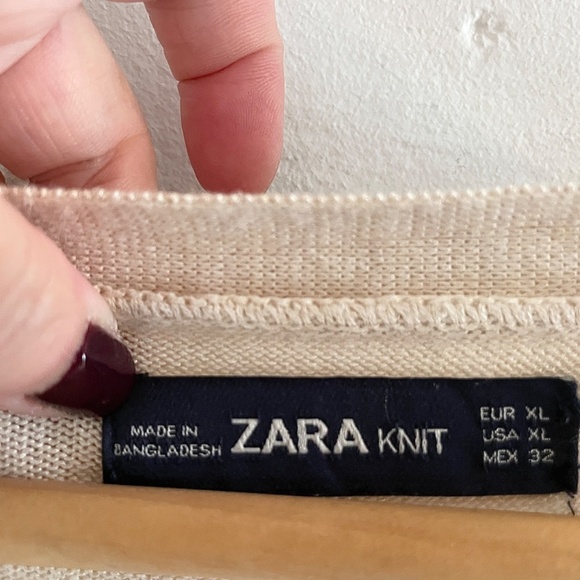 MADE IN
BANGLADESH
ZARA KNIT
EUR XL
USA XL
MEX 32